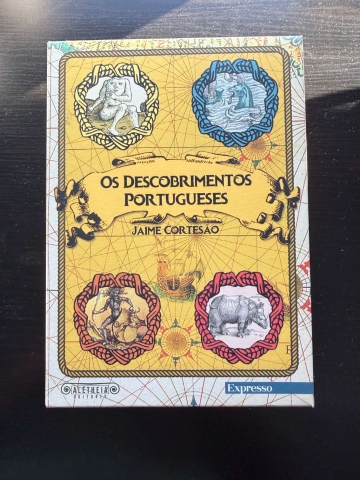 OS DESCOBRIMENTOS
PORTUGUESES
JAIME CORTESÃO
ALETHEIA
EDITORES
Expresso